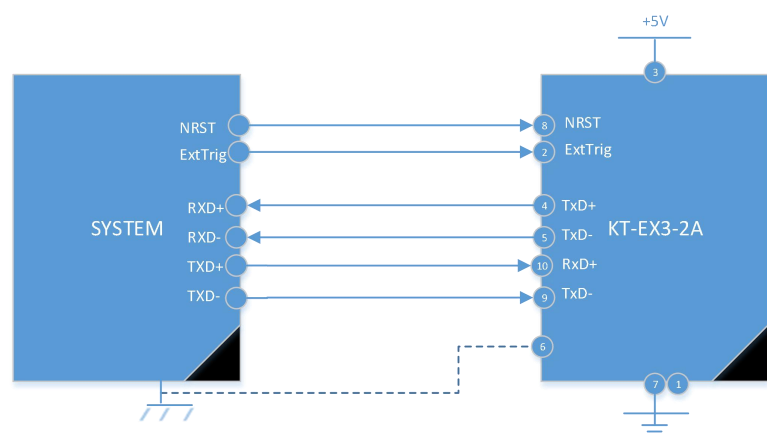 +5V
3
NRST 8 NRST
ExtTrig 2 ExtTrig
RXD+ 4 TxD+
SYSTEM RXD- 5 TxD- KT-EX3-2A
TXD+ 10 RxD+
TXD- 9 TxD-
6
7 1